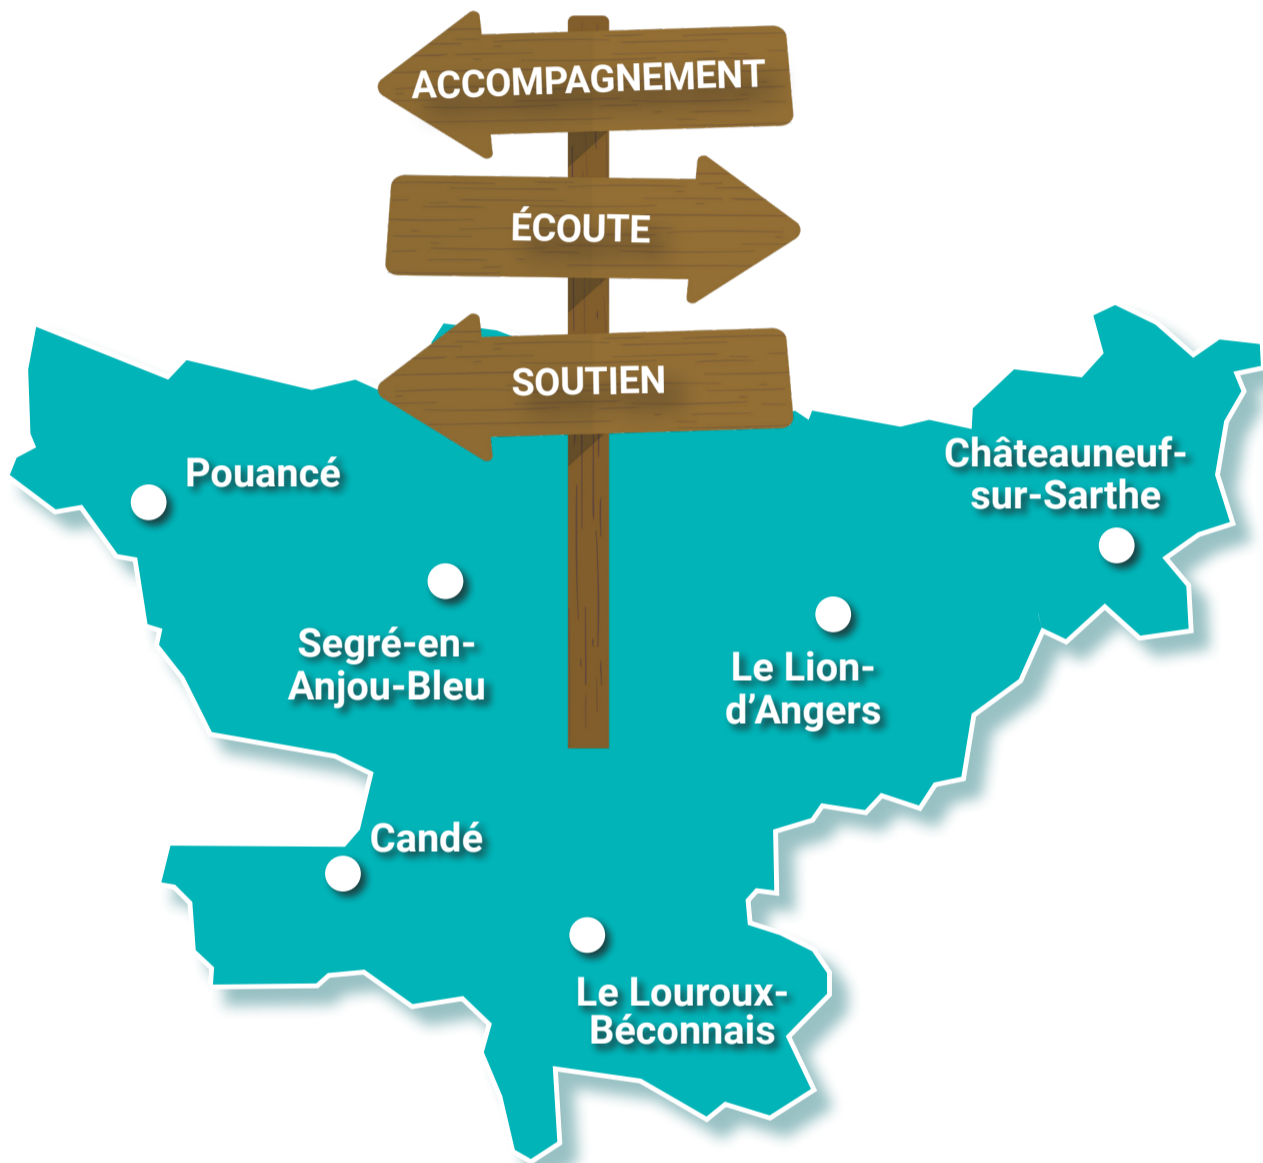 ACCOMPAGNEMENT
ÉCOUTE
SOUTIEN
Pouancé
Châteauneuf-
sur-Sarthe
Segré-en-
Anjou-Bleu
Le Lion-
d’Angers
Candé
Le Louroux-
Béconnais